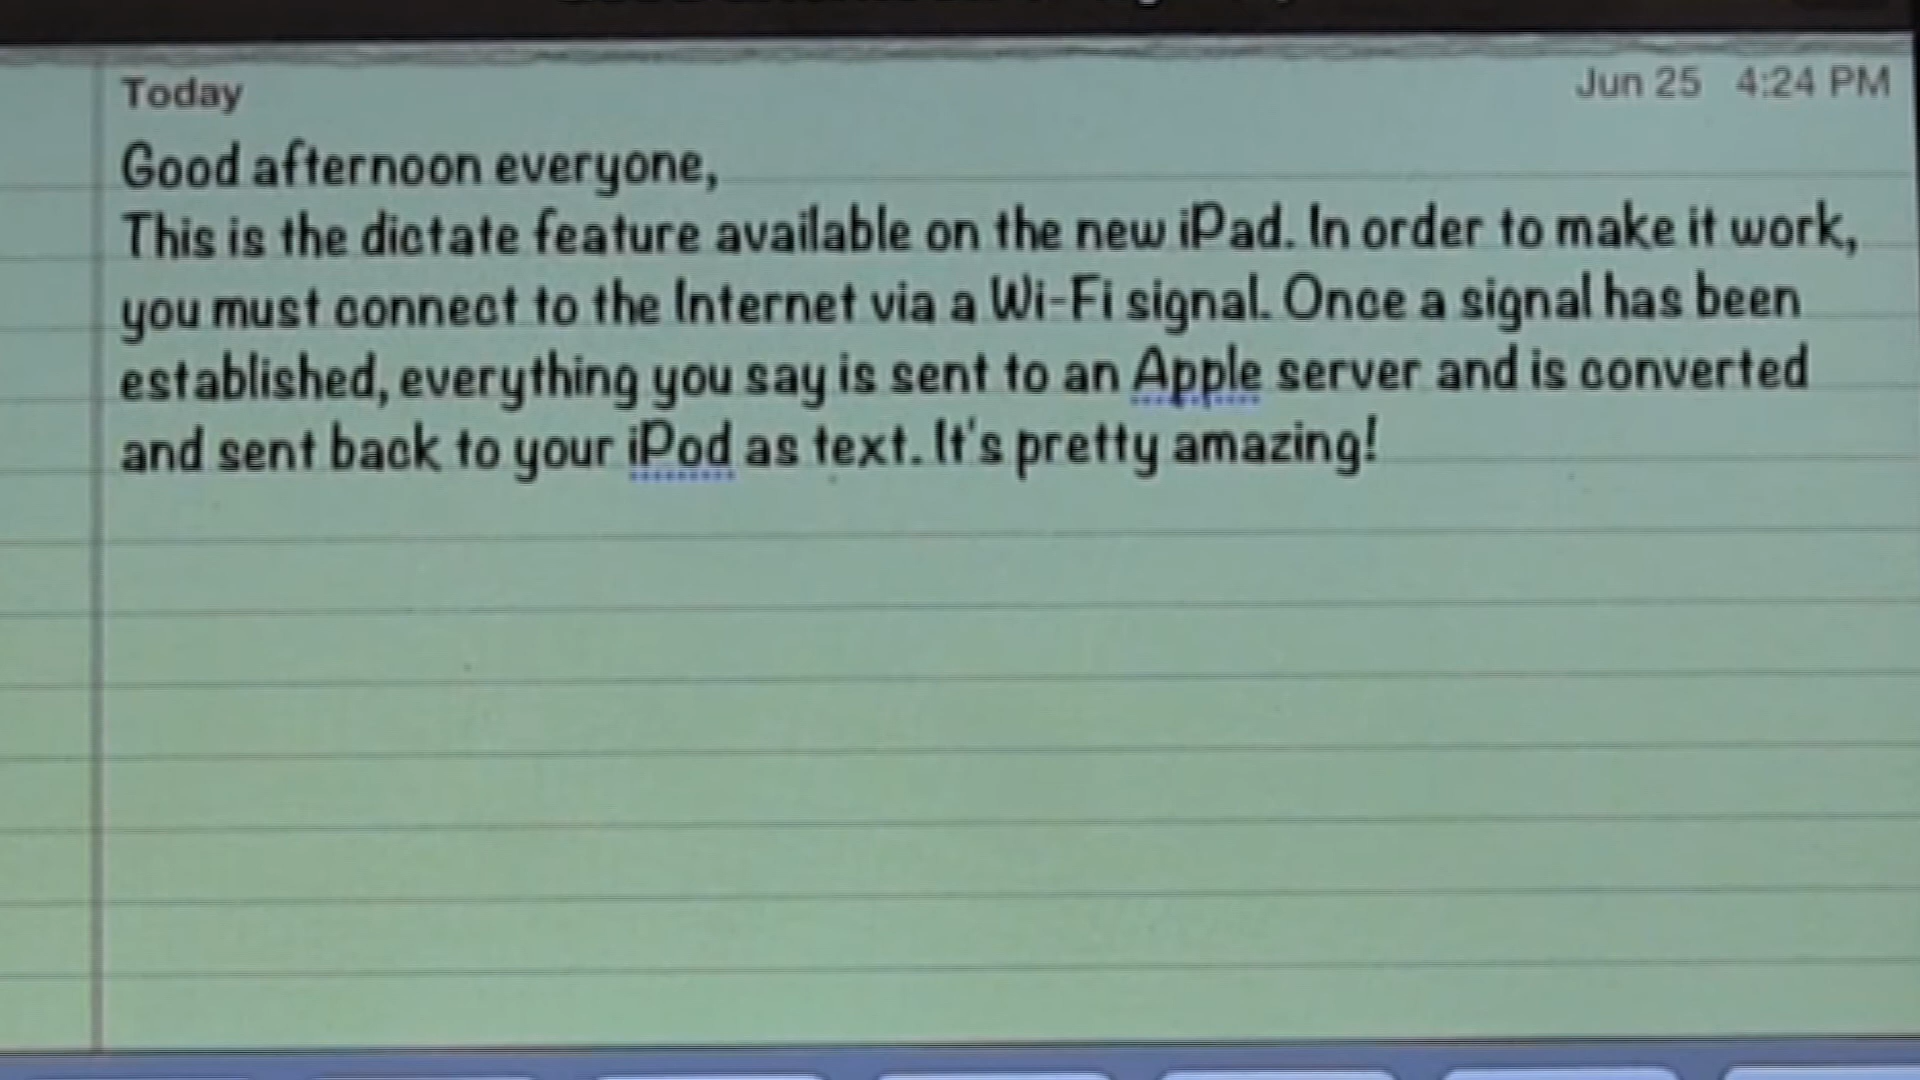 Today
Jun 25 4:24 PM
Good afternoon everyone,
This is the dictate feature available on the new iPad. In order to make it work,
you must connect to the Internet via a Wi-Fi signal. Once a signal has been
established, everything you say is sent to an Apple server and is converted
and sent back to your iPod as text. It's pretty amazing!